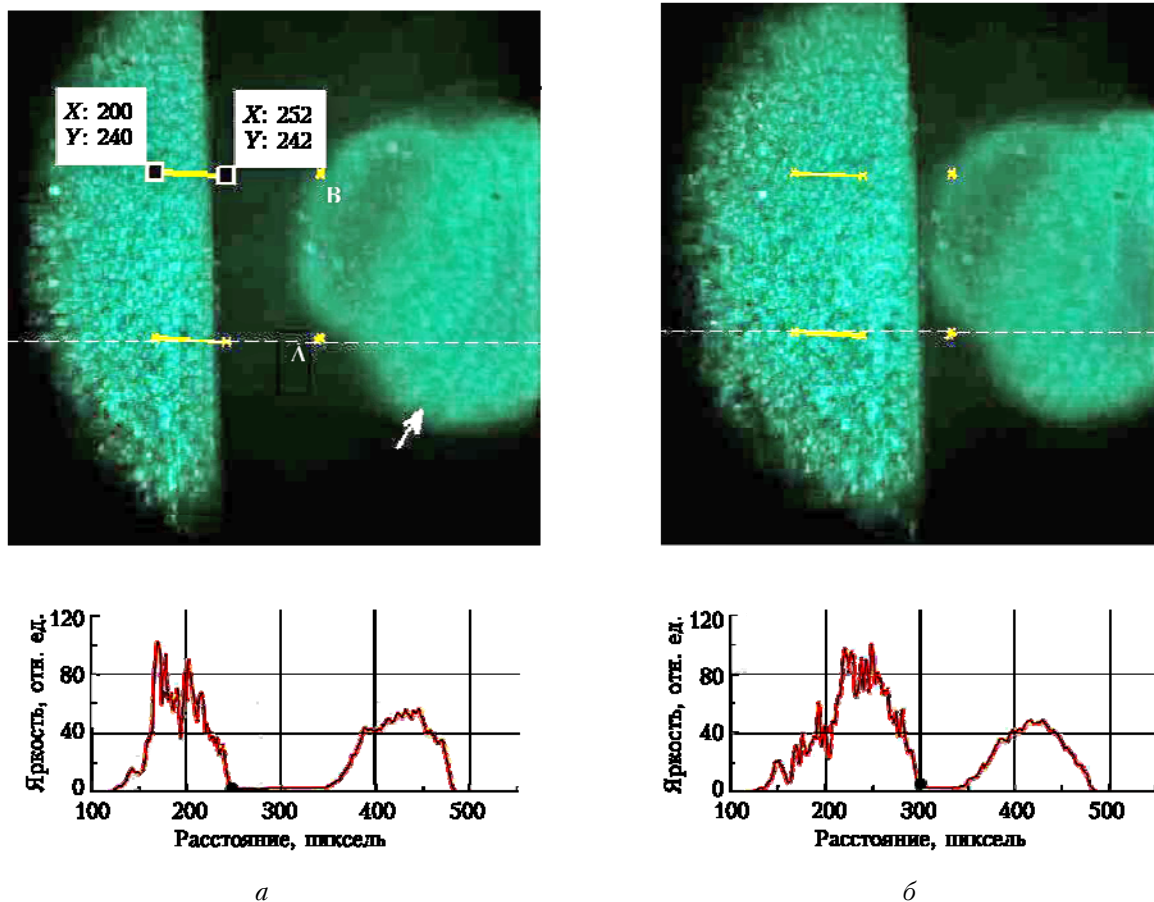 X: 200
Y: 240
X: 252
Y: 242
B
A
Яркость, отн. ед.
120
80
40
0
100 200 300 400 500
Расстояние, пиксель
а
Яркость, отн. ед.
120
80
40
0
100 200 300 400 500
Расстояние, пиксель
б